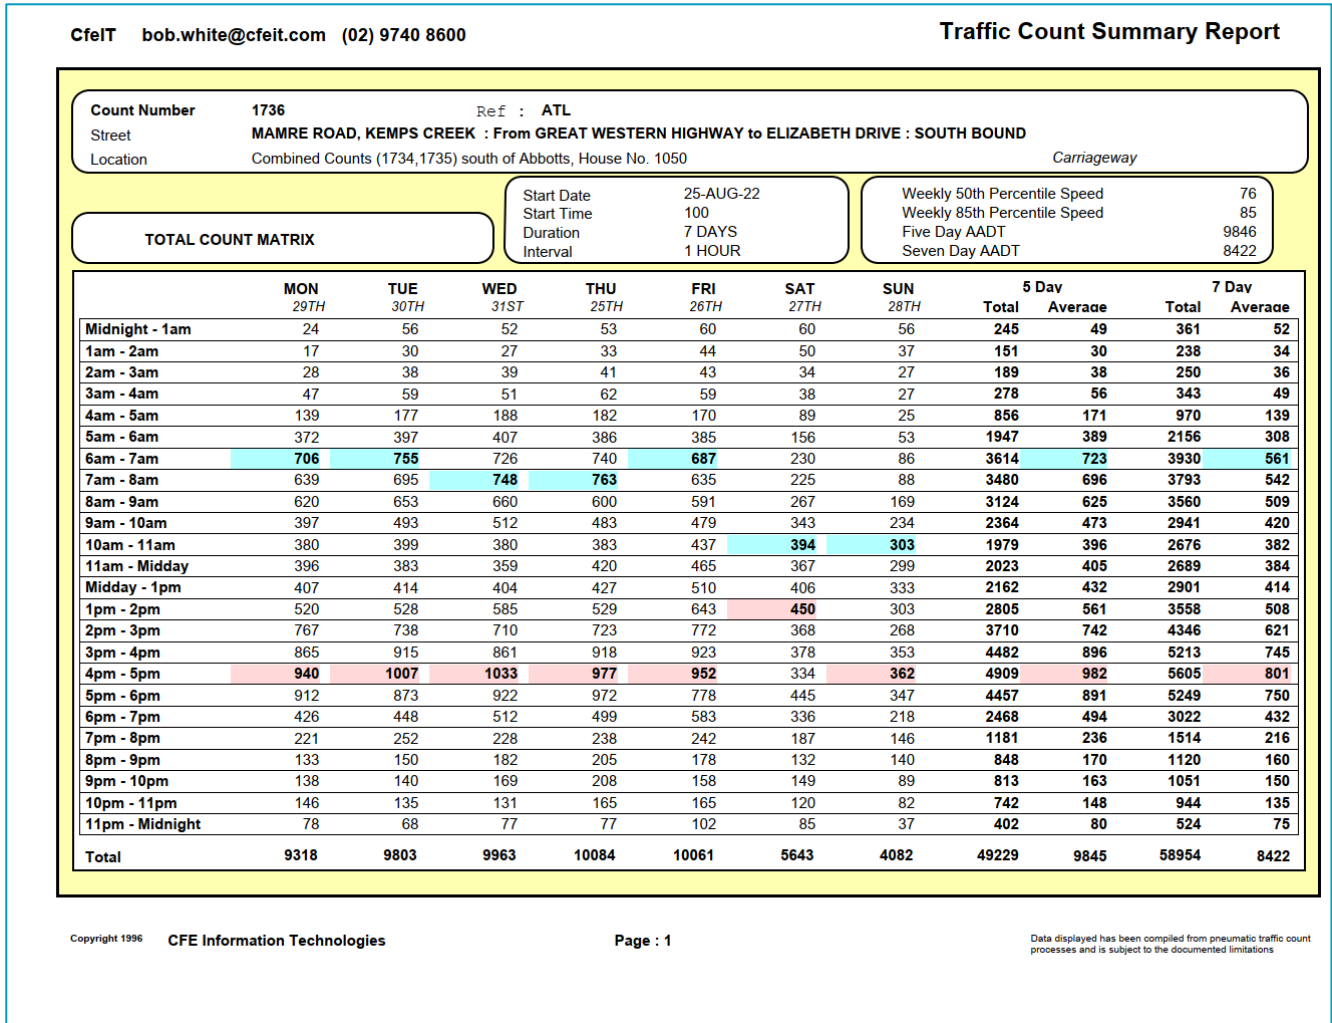 CfeIT bob.white@cfeit.com (02) 9740 8600 Traffic Count Summary Report
Count Number 1736 Ref : ATL
Street MAMRE ROAD, KEMPS CREEK : From GREAT WESTERN HIGHWAY to ELIZABETH DRIVE : SOUTH BOUND
Location Combined Counts (1734,1735) south of Abbotts, House No. 1050 Carriageway
TOTAL COUNT MATRIX
Start Date 25-AUG-22
Start Time 100
Duration 7 DAYS
Interval 1 HOUR
Weekly 50th Percentile Speed 76
Weekly 85th Percentile Speed 85
Five Day AADT 9846
Seven Day AADT 8422
MON TUE WED THU FRI SAT SUN 5 Day 7 Day
29TH 30TH 31ST 25TH 26TH 27TH 28TH Total Average Total Average
Midnight - 1am 24 56 52 53 60 60 56 245 49 361 52
1am - 2am 17 30 27 33 44 50 37 151 30 238 34
2am - 3am 28 38 39 41 43 34 27 189 38 250 36
3am - 4am 47 59 51 62 59 38 27 278 56 343 49
4am - 5am 139 177 188 182 170 89 25 856 171 970 139
5am - 6am 372 397 407 386 385 156 53 1947 389 2156 308
6am - 7am 706 755 726 740 687 230 86 3614 723 3930 561
7am - 8am 639 695 748 763 635 225 88 3480 696 3793 542
8am - 9am 620 653 660 600 591 267 169 3124 625 3560 509
9am - 10am 397 493 512 483 479 343 234 2364 473 2941 420
10am - 11am 380 399 380 383 437 394 303 1979 396 2676 382
11am - Midday 396 383 359 420 465 367 299 2023 405 2689 384
Midday - 1pm 407 414 404 427 510 406 333 2162 432 2901 414
1pm - 2pm 520 528 585 529 643 450 303 2805 561 3558 508
2pm - 3pm 767 738 710 723 772 368 268 3710 742 4346 621
3pm - 4pm 865 915 861 918 923 378 353 4482 896 5213 745
4pm - 5pm 940 1007 1033 977 952 334 362 4909 982 5605 801
5pm - 6pm 912 873 922 972 778 445 347 4457 891 5249 750
6pm - 7pm 426 448 512 499 583 336 218 2468 494 3022 432
7pm - 8pm 221 252 228 238 242 187 146 1181 236 1514 216
8pm - 9pm 133 150 182 205 178 132 140 848 170 1120 160
9pm - 10pm 138 140 169 208 158 149 89 813 163 1051 150
10pm - 11pm 146 135 131 165 165 120 82 742 148 944 135
11pm - Midnight 78 68 77 77 102 85 37 402 80 524 75
Total 9318 9803 9963 10084 10061 5643 4082 49229 9845 58954 8422
Copyright 1996 CFE Information Technologies Page : 1 Data displayed has been compiled from pneumatic traffic count
processes and is subject to the documented limitations